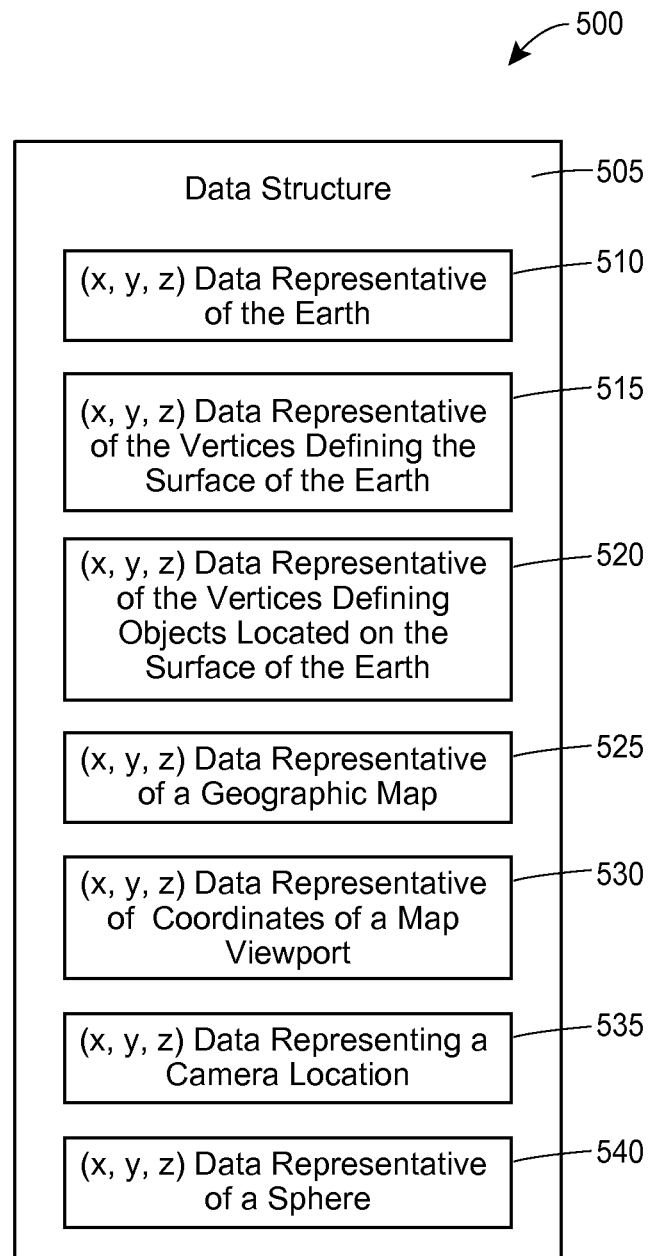 500
Data Structure
505
(x, y, z) Data Representative
of the Earth
510
(x, y, z) Data Representative
of the Vertices Defining the
Surface of the Earth
515
(x, y, z) Data Representative
of the Vertices Defining
Objects Located on the
Surface of the Earth
520
(x, y, z) Data Representative
of a Geographic Map
525
(x, y, z) Data Representative
of Coordinates of a Map
Viewport
530
(x, y, z) Data Representing a
Camera Location
535
(x, y, z) Data Representative
of a Sphere
540